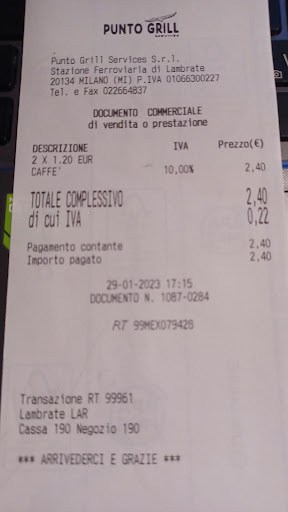 PUNTO GRILL
SERVICES
Punto Grill Services S.r.l.
Stazione Ferroviaria di Lambrate
20134 MILANO (MI) P.IVA 01066300227
Tel. e Fax 022664837
DOCUMENTO COMMERCIALE
di vendita o prestazione
DESCRIZIONE IVA Prezzo(€)
2 X 1.20 EUR
CAFFE' 10,00% 2,40
TOTALE COMPLESSIVO 2,40
di cui IVA 0,22
Pagamento contante 2,40
Importo pagato 2,40
29-01-2023 17:15
DOCUMENTO N. 1087-0284
RT 99MEX079428
Transazione RT 99961
Lambrate LAR
Cassa 190 Negozio 190
*** ARRIVEDERCI E GRAZIE ***